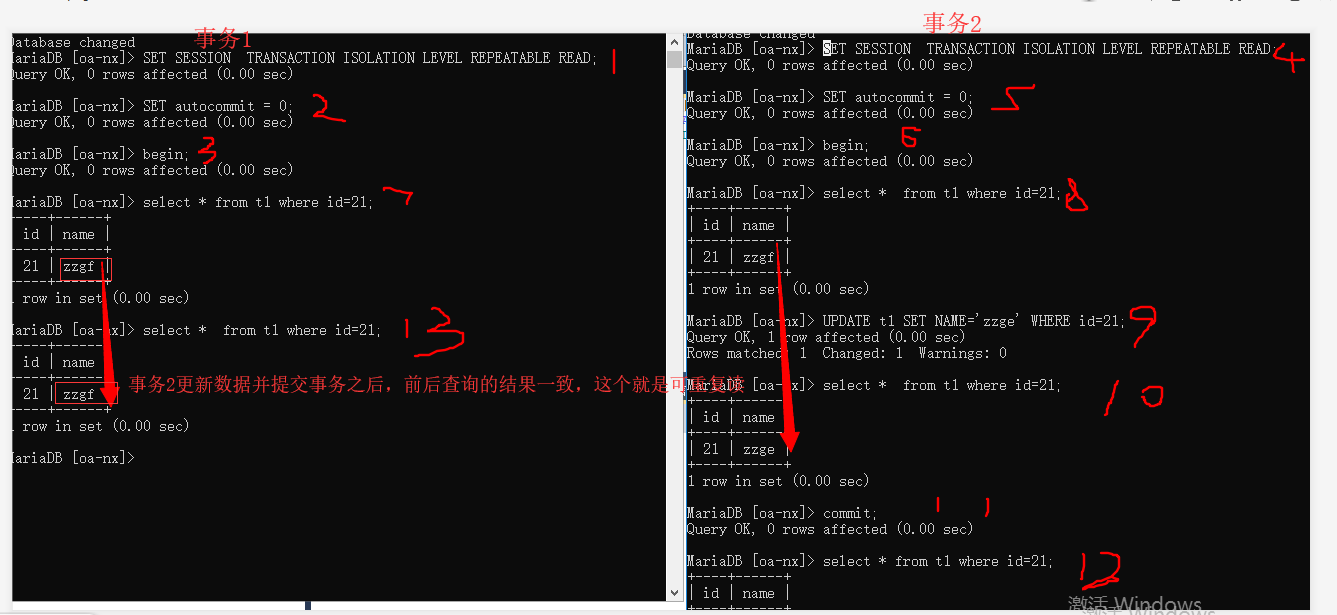 事务1
Database changed
MariaDB [oa-nx]> SET SESSION  TRANSACTION ISOLATION LEVEL REPEATABLE READ; 1
Query OK, 0 rows affected (0.00 sec)
MariaDB [oa-nx]> SET autocommit = 0; 2
Query OK, 0 rows affected (0.00 sec)
MariaDB [oa-nx]> begin; 3
Query OK, 0 rows affected (0.00 sec)
MariaDB [oa-nx]> select * from t1 where id=21; 7
| id | name |
| 21 | zzgf |
1 row in set (0.00 sec)
MariaDB [oa-nx]> select *  from t1 where id=21; 13
| id | name
| 21 | zzgf
1 row in set (0.00 sec)
MariaDB [oa-nx]>
事务2更新数据并提交事务之后，前后查询的结果一致，这个就是可重复读
事务2
Database changed
MariaDB [oa-nx]> SET SESSION  TRANSACTION ISOLATION LEVEL REPEATABLE READ; 4
Query OK, 0 rows affected (0.00 sec)
MariaDB [oa-nx]> SET autocommit = 0; 5
Query OK, 0 rows affected (0.00 sec)
MariaDB [oa-nx]> begin; 6
Query OK, 0 rows affected (0.00 sec)
MariaDB [oa-nx]> select *  from t1 where id=21; 8
| id | name |
| 21 | zzgf |
1 row in set (0.00 sec)
MariaDB [oa-nx]> UPDATE t1 SET NAME='zzge' WHERE id=21; 9
Query OK, 1 row affected (0.00 sec)
Rows matched: 1  Changed: 1  Warnings: 0
MariaDB [oa-nx]> select *  from t1 where id=21; 10
| id | name
| 21 | zzge |
1 row in set (0.00 sec)
MariaDB [oa-nx]> commit; 11
Query OK, 0 rows affected (0.00 sec)
MariaDB [oa-nx]> select * from t1 where id=21; 12
| id | name |
激活 Windows